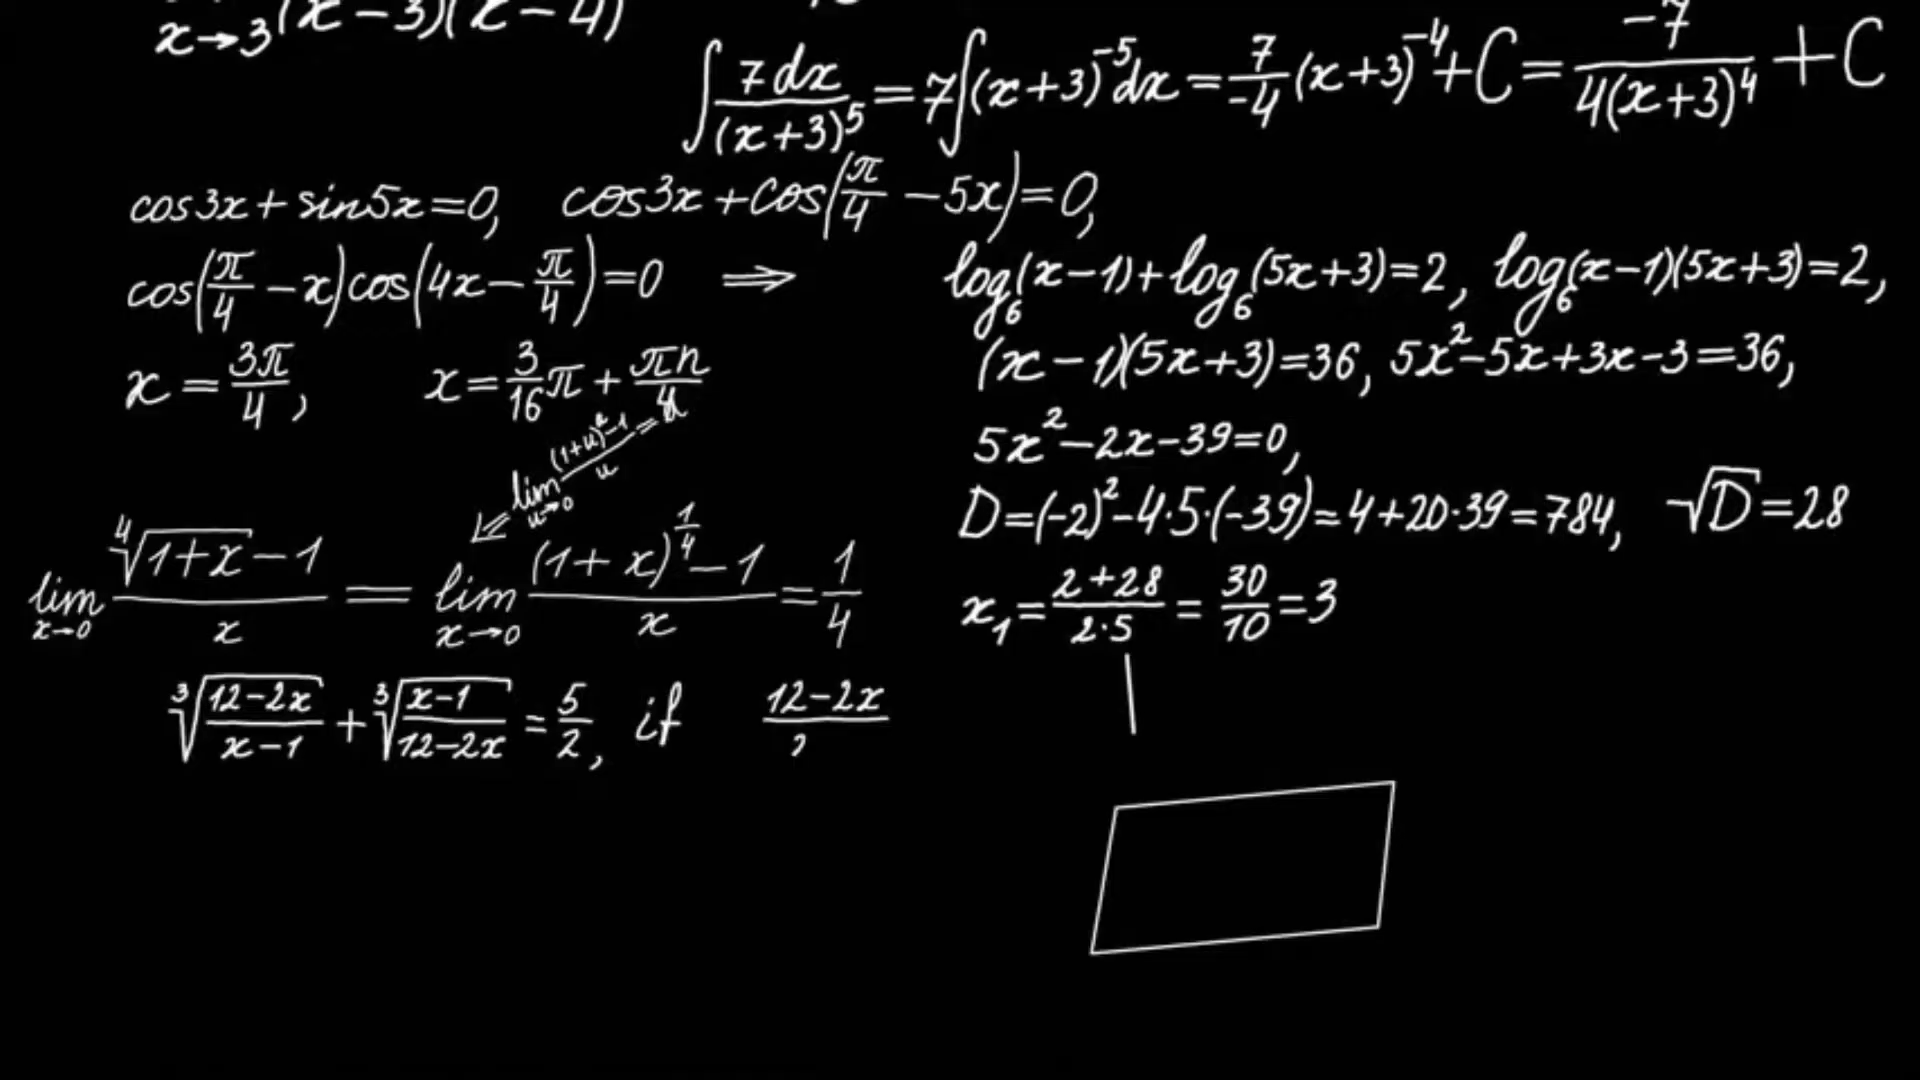 x→3 (x-3)(x-4)
∫ 7dx/(x+3)^5 = 7∫(x+3)^-5 dx = 7/-4 (x+3)^-4 + C = -7/4(x+3)^4 + C
cos3x + sin5x = 0, cos3x + cos(π/4 - 5x) = 0,
cos(π/4 - x)cos(4x - π/4) = 0 ⇒
x = 3π/4, x = 3/16 π + πn/4
lim u→0 (1+u)^a - 1 / u = a
lim x→0 ∜(1+x) - 1 / x = lim x→0 (1+x)^1/4 - 1 / x = 1/4
∛(12-2x / x-1) + ∛(x-1 / 12-2x) = 5/2, if 12-2x
log₆(x-1) + log₆(5x+3) = 2, log₆(x-1)(5x+3) = 2,
(x-1)(5x+3) = 36, 5x²-5x+3x-3 = 36,
5x²-2x-39=0,
D=(-2)²-4·5·(-39)=4+20·39=784, √D=28
x₁ = 2+28 / 2·5 = 30/10 = 3